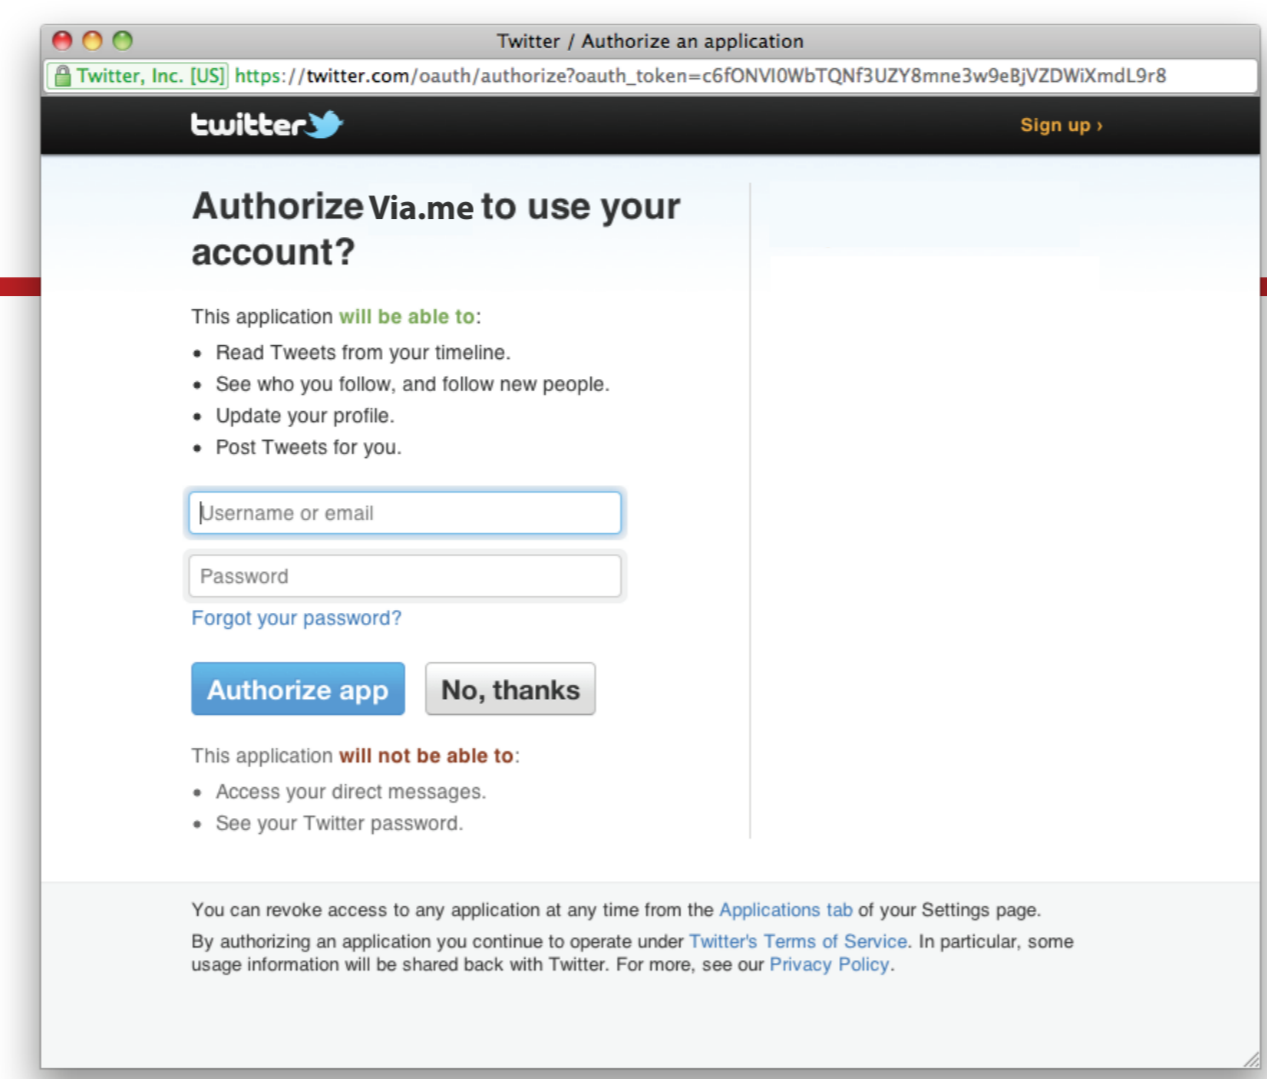 Twitter / Authorize an application
Twitter, Inc. [US] https://twitter.com/oauth/authorize?oauth_token=c6fONVI0WbTQNf3UZY8mne3w9eBjVZDWiXmdL9r8
twitter
Sign up ›
Authorize Via.me to use your
account?
This application will be able to:
• Read Tweets from your timeline.
• See who you follow, and follow new people.
• Update your profile.
• Post Tweets for you.
Username or email
Password
Forgot your password?
Authorize app
No, thanks
This application will not be able to:
• Access your direct messages.
• See your Twitter password.
You can revoke access to any application at any time from the Applications tab of your Settings page.
By authorizing an application you continue to operate under Twitter's Terms of Service. In particular, some
usage information will be shared back with Twitter. For more, see our Privacy Policy.